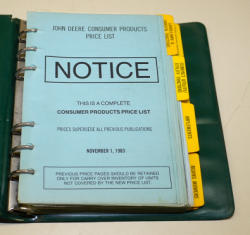 JOHN DEERE CONSUMER PRODUCTS
PRICE LIST
NOTICE
THIS IS A COMPLETE
CONSUMER PRODUCTS PRICE LIST
PRICES SUPERSEDE ALL PREVIOUS PUBLICATIONS
NOVEMBER 1, 1983
PREVIOUS PRICE PAGES SHOULD BE RETAINED
ONLY FOR CARRY OVER INVENTORY OF UNITS
NOT COVERED BY THE NEW PRICE LIST.
IMPLEMENTS